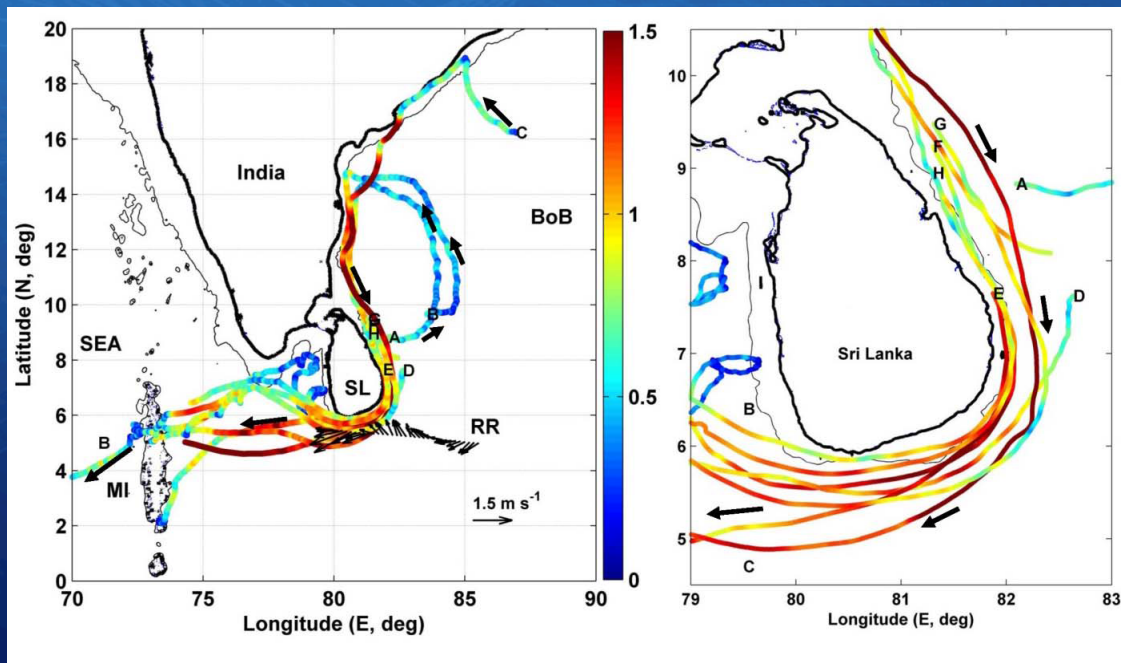 20
18
16
14
12
10
8
6
4
2
0
Latitude (N, deg)
India
BoB
SEA
SL
RR
MI
A
B
C
D
E
G
H
B
1.5 m s⁻¹
70
75
80
85
90
Longitude (E, deg)
1.5
1
0.5
0
10
9
8
7
6
5
G
F
H
A
E
D
I
B
C
Sri Lanka
79
80
81
82
83
Longitude (E, deg)